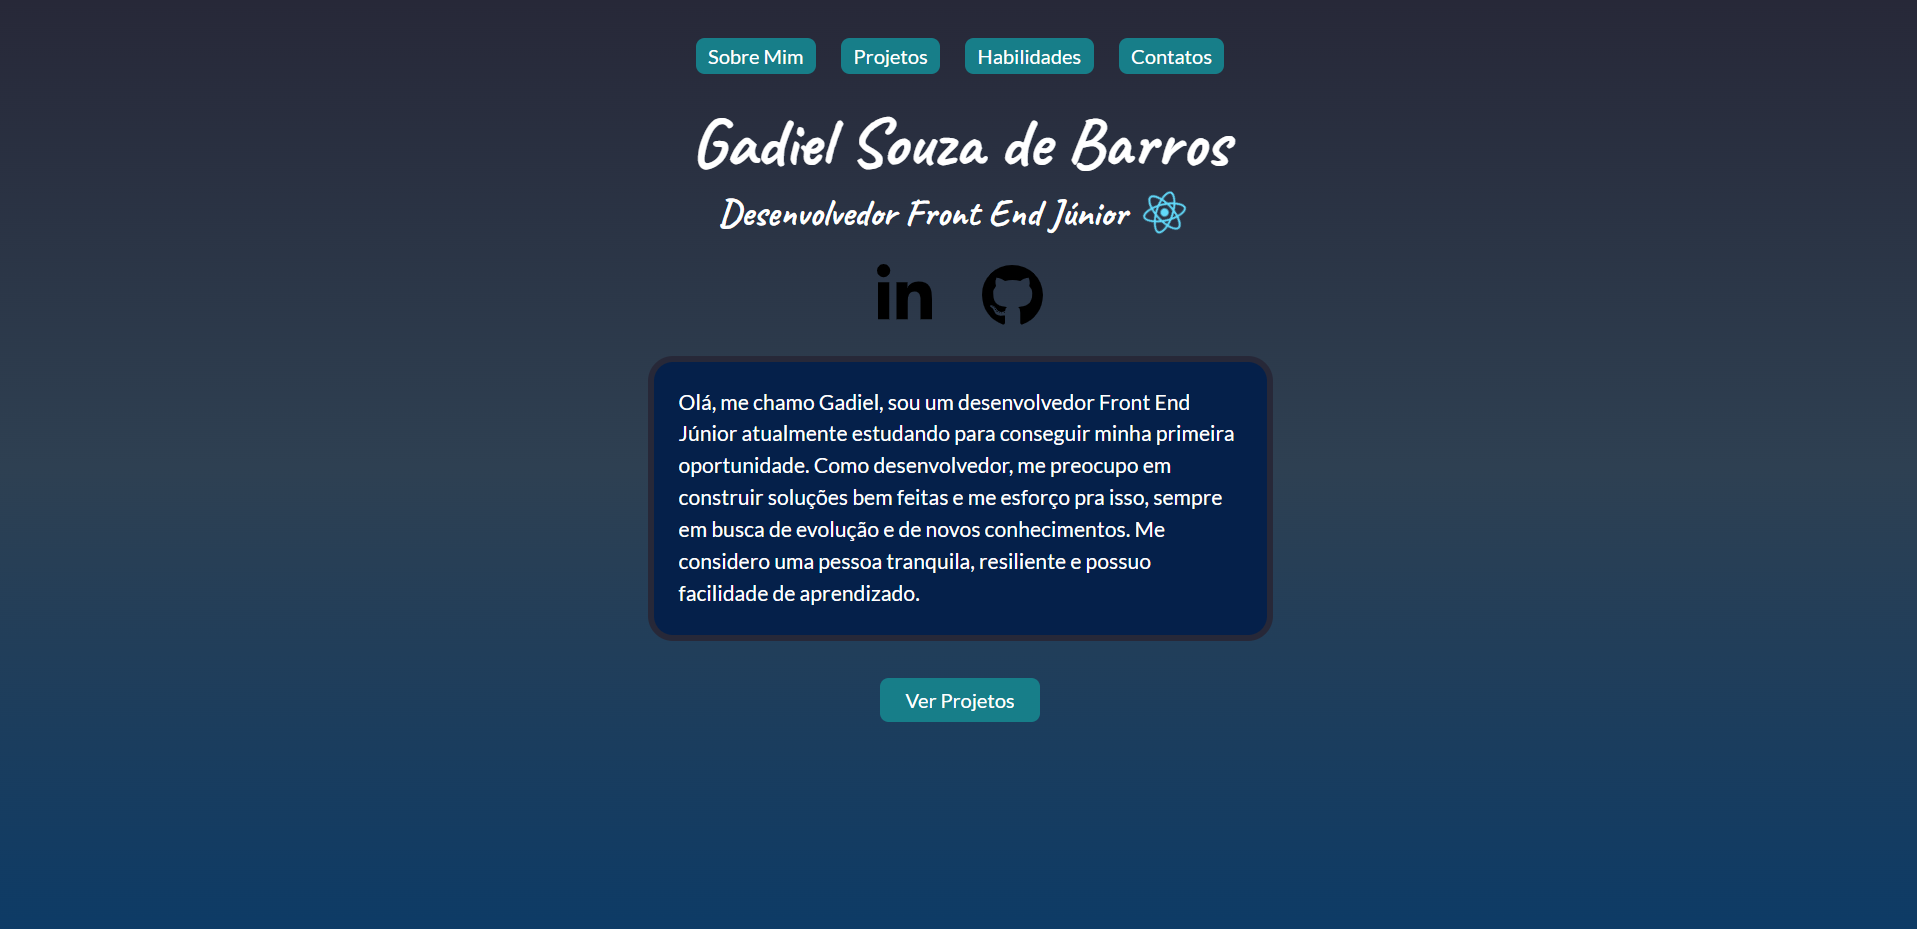 Sobre Mim Projetos Habilidades Contatos
Gadiel Souza de Barros
Desenvolvedor Front End Júnior
in
Olá, me chamo Gadiel, sou um desenvolvedor Front End
Júnior atualmente estudando para conseguir minha primeira
oportunidade. Como desenvolvedor, me preocupo em
construir soluções bem feitas e me esforço pra isso, sempre
em busca de evolução e de novos conhecimentos. Me
considero uma pessoa tranquila, resiliente e possuo
facilidade de aprendizado.
Ver Projetos